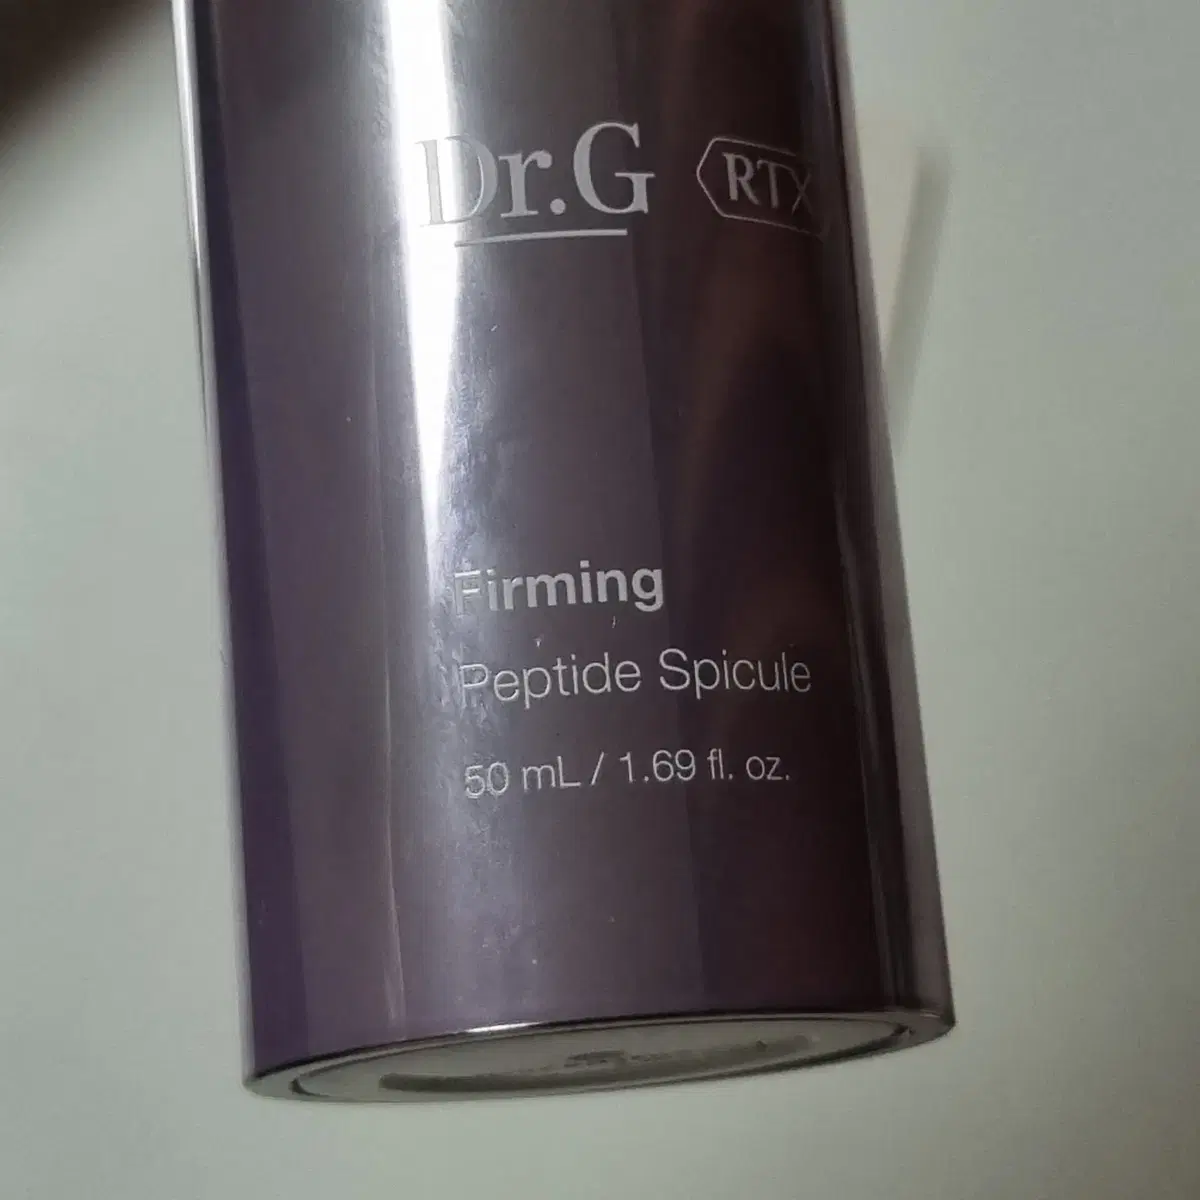 Dr.G RTX
Firming
Peptide Spicule
50 mL / 1.69 fl. oz.